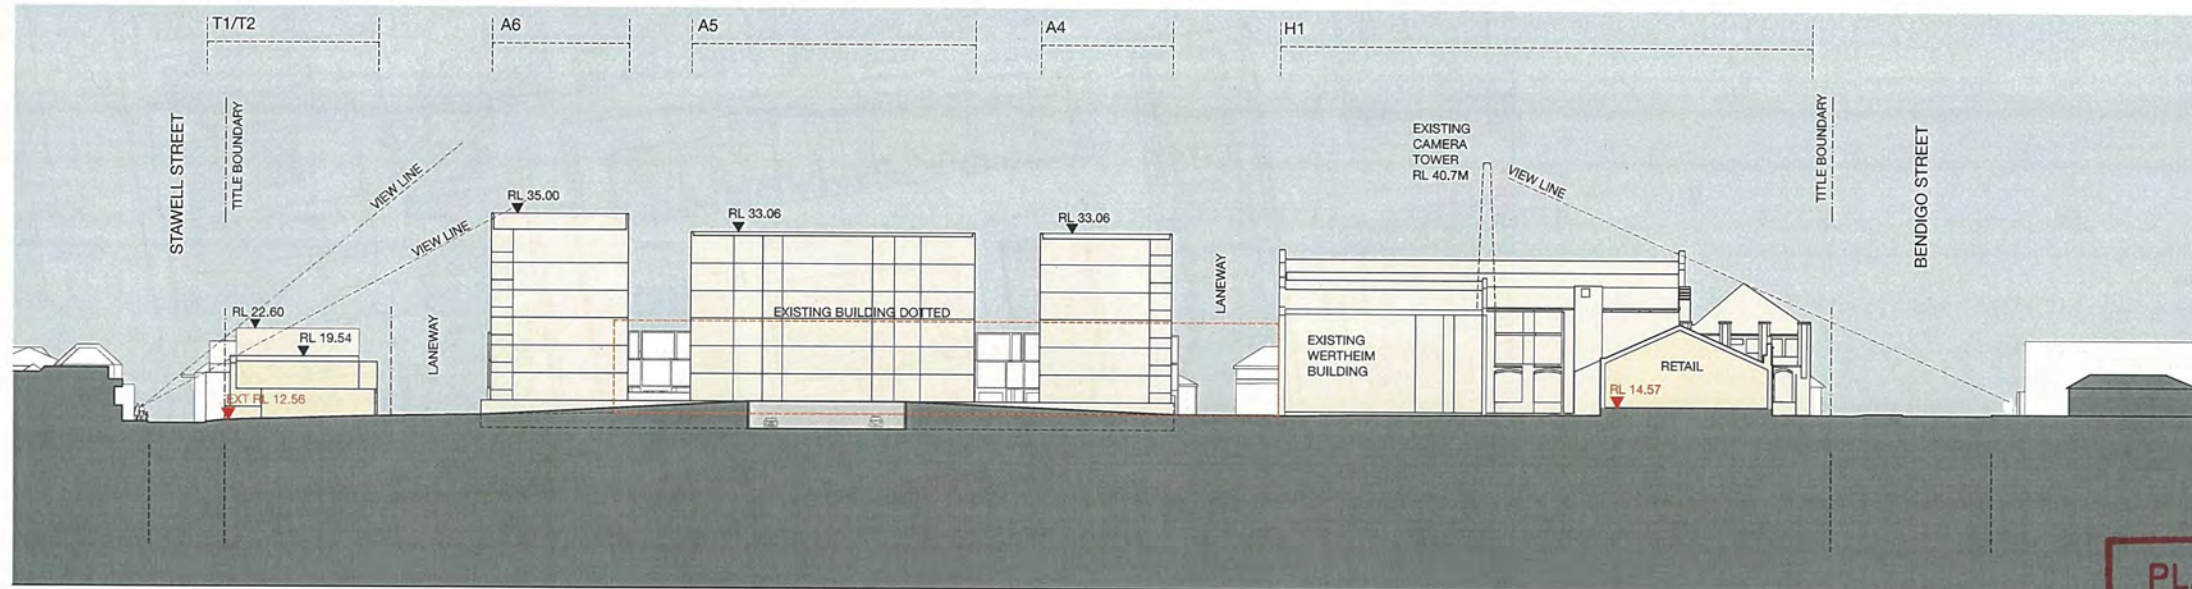 T1/T2
A6
A5
A4
H1
STAWELL STREET
TITLE BOUNDARY
VIEW LINE
VIEW LINE
LANEWAY
RL 35.00
RL 33.06
RL 33.06
RL 22.60
RL 19.54
EXT RL 12.56
EXISTING BUILDING DOTTED
LANEWAY
EXISTING
CAMERA
TOWER
RL 40.7M
VIEW LINE
EXISTING
WERTHEIM
BUILDING
RETAIL
RL 14.57
TITLE BOUNDARY
BENDIGO STREET